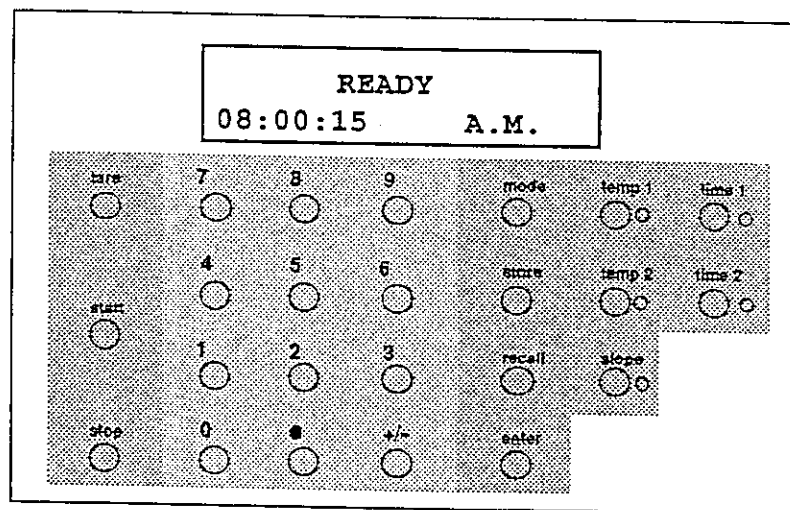 READY
08:00:15 A.M.
tare 7 8 9 mode temp 1 time 1
4 5 6 store temp 2 time 2
start
1 2 3 recall slope
stop 0 +/- enter